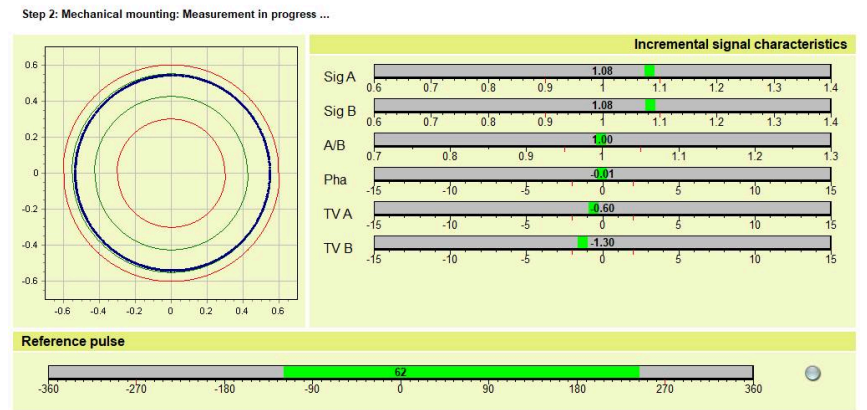 Step 2: Mechanical mounting: Measurement in progress ...
Incremental signal characteristics
0.6
0.4
0.2
0
-0.2
-0.4
-0.6
-0.6 -0.4 -0.2 0 0.2 0.4 0.6
Sig A 1.08
0.6 0.7 0.8 0.9 1 1.1 1.2 1.3 1.4
Sig B 1.08
0.6 0.7 0.8 0.9 1 1.1 1.2 1.3 1.4
A/B 1.00
0.7 0.8 0.9 1 1.1 1.2 1.3
Pha -0.01
-15 -10 -5 0 5 10 15
TV A -0.60
-15 -10 -5 0 5 10 15
TV B -1.30
-15 -10 -5 0 5 10 15
Reference pulse
62
-360 -270 -180 -90 0 90 180 270 360